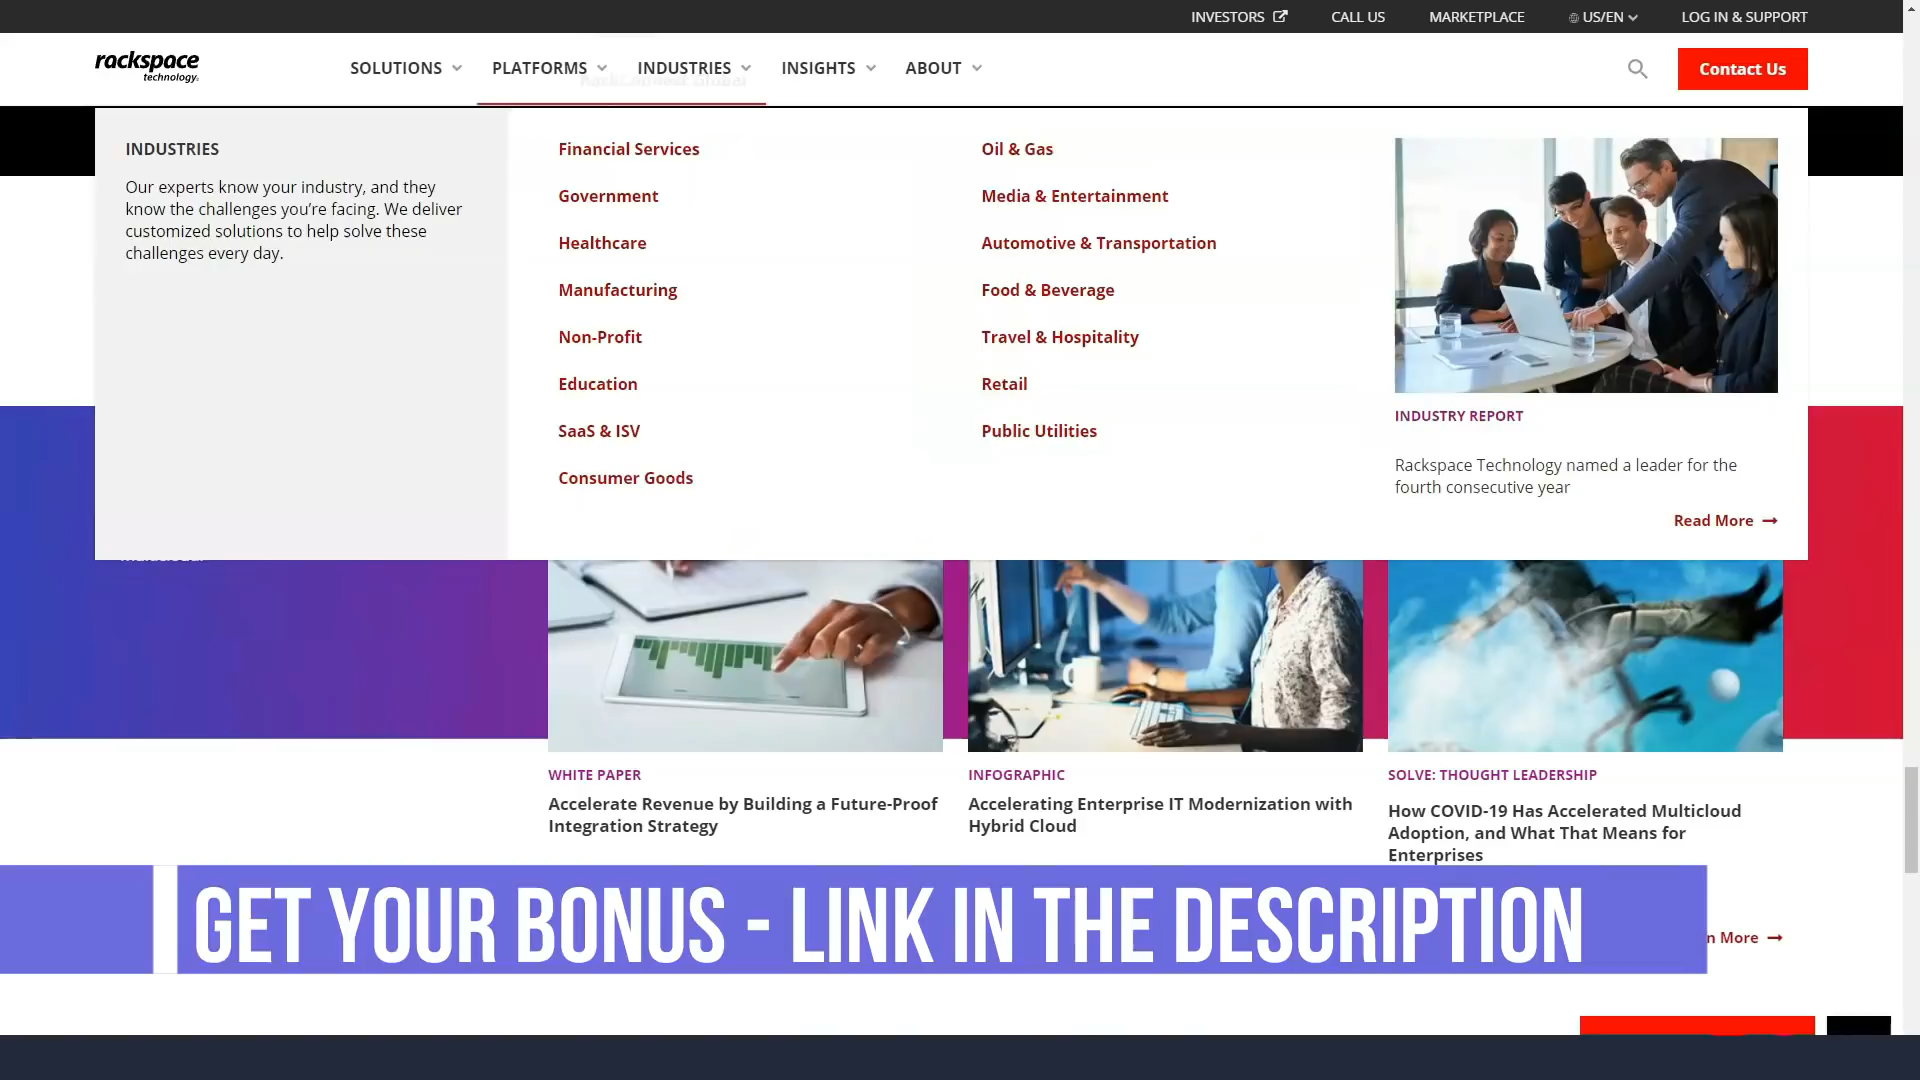 INVESTORS CALL US MARKETPLACE US/EN LOG IN & SUPPORT
rackspace
technology
SOLUTIONS PLATFORMS INDUSTRIES INSIGHTS ABOUT
Contact Us
INDUSTRIES
Our experts know your industry, and they
know the challenges you’re facing. We deliver
customized solutions to help solve these
challenges every day.
Financial Services
Government
Healthcare
Manufacturing
Non-Profit
Education
SaaS & ISV
Consumer Goods
Oil & Gas
Media & Entertainment
Automotive & Transportation
Food & Beverage
Travel & Hospitality
Retail
Public Utilities
INDUSTRY REPORT
Rackspace Technology named a leader for the
fourth consecutive year
Read More
WHITE PAPER
Accelerate Revenue by Building a Future-Proof
Integration Strategy
INFOGRAPHIC
Accelerating Enterprise IT Modernization with
Hybrid Cloud
SOLVE: THOUGHT LEADERSHIP
How COVID-19 Has Accelerated Multicloud
Adoption, and What That Means for
Enterprises
n More
GET YOUR BONUS - LINK IN THE DESCRIPTION